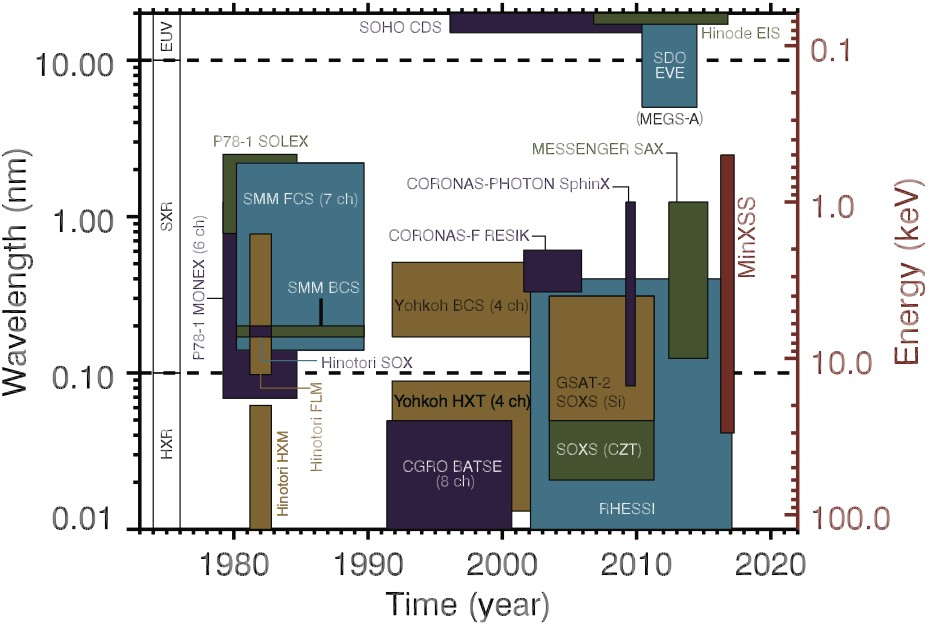 SOHO CDS
Hinode EIS
EUV
SDO
EVE
(MEGS-A)
10.00
0.1
P78-1 SOLEX
MESSENGER SAX
CORONAS-PHOTON SphinX
SMM FCS (7 ch)
1.00
1.0
SXR
CORONAS-F RESIK
MinXSS
P78-1 MONEX (6 ch)
SMM BCS
Yohkoh BCS (4 ch)
Hinotori SOX
10.0
0.10
GSAT-2
SOXS (Si)
Yohkoh HXT (4 ch)
Hinotori FLM
HXR
Hinotori HXM
SOXS (CZT)
CGRO BATSE
(8 ch)
RHESSI
0.01
100.0
Wavelength (nm)
Energy (keV)
1980
1990
2000
2010
2020
Time (year)